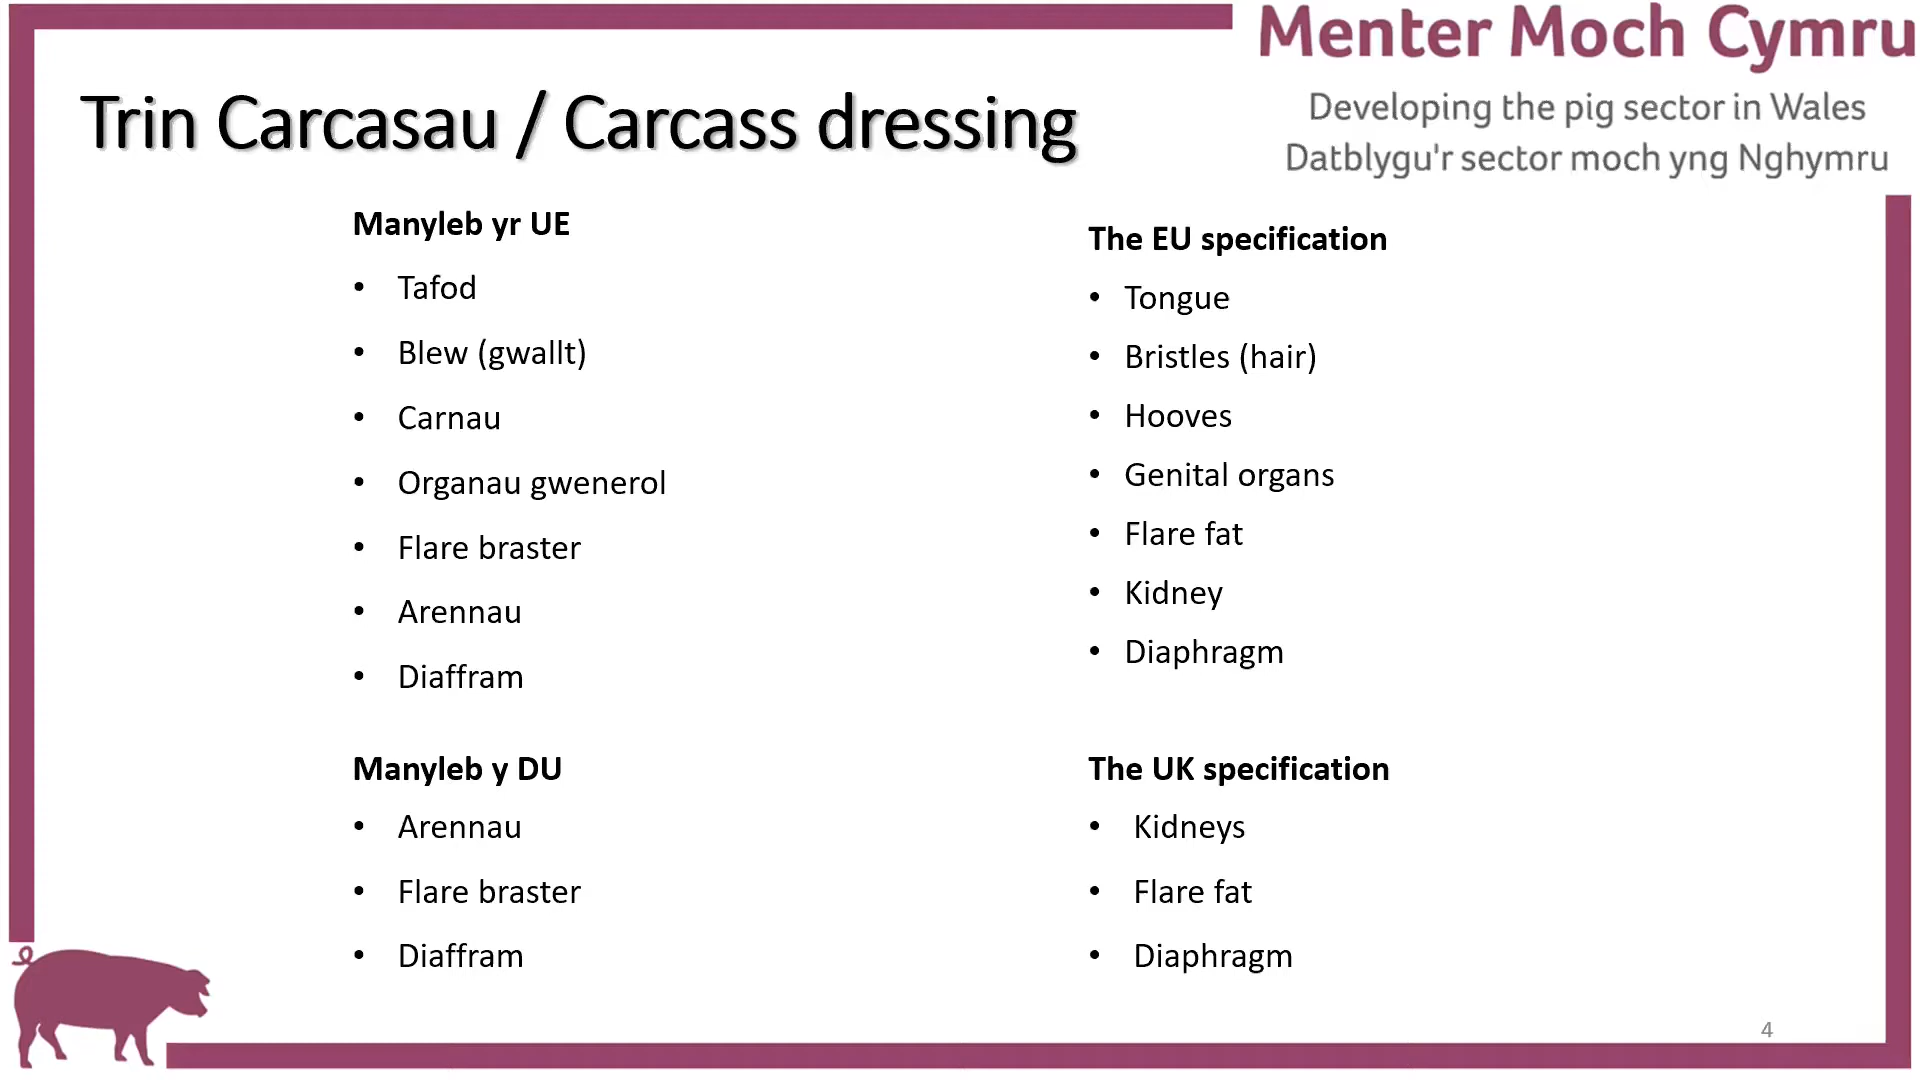 Menter Moch Cymru
Developing the pig sector in Wales
Datblygu'r sector moch yng Nghymru
Trin Carcasau / Carcass dressing
Manyleb yr UE
• Tafod
• Blew (gwallt)
• Carnau
• Organau gwenerol
• Flare braster
• Arennau
• Diaffram
Manyleb y DU
• Arennau
• Flare braster
• Diaffram
The EU specification
• Tongue
• Bristles (hair)
• Hooves
• Genital organs
• Flare fat
• Kidney
• Diaphragm
The UK specification
• Kidneys
• Flare fat
• Diaphragm
4